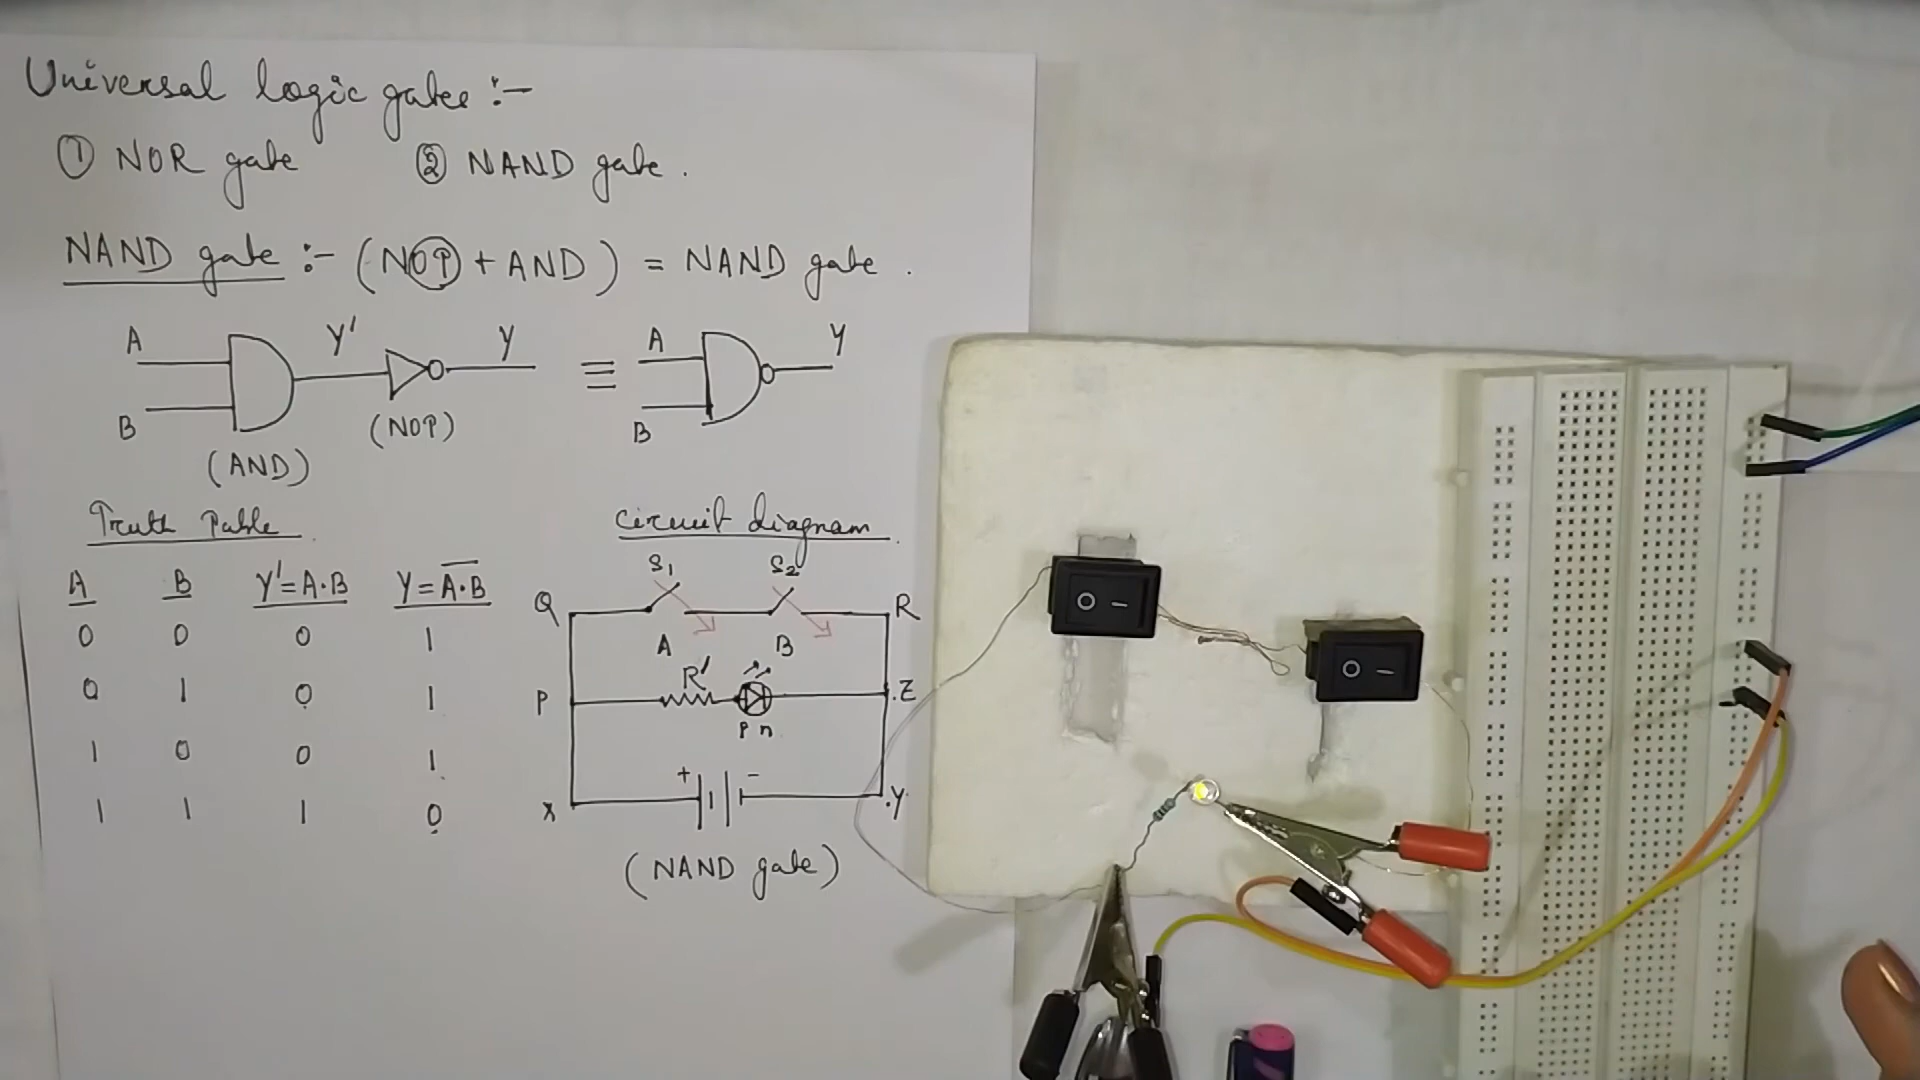 Universal logic gates :-
① NOR gate ② NAND gate.
NAND gate :- (NOT + AND) = NAND gate.
A Y' Y ≡ A Y
B (NOT) B
(AND)
Truth Table
A B Y'=A·B Y=\overline{A·B}
0 0 0 1
0 1 0 1
1 0 0 1
1 1 1 0
circuit diagram.
S₁ S₂
Q R
A B
R'
P .Z
P n
+ -
X .Y
(NAND gate)
O –
O –